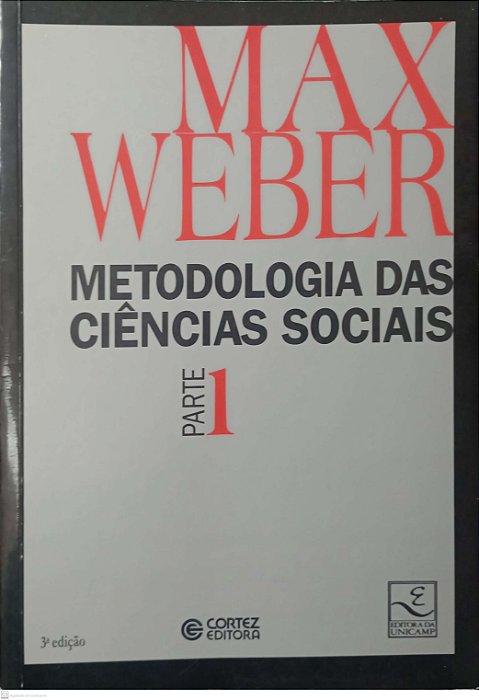 MAX
WEBER
METODOLOGIA DAS
CIÊNCIAS SOCIAIS
PARTE 1
3ª edição
CORTEZ
EDITORA
EDITORA DA
UNICAMP